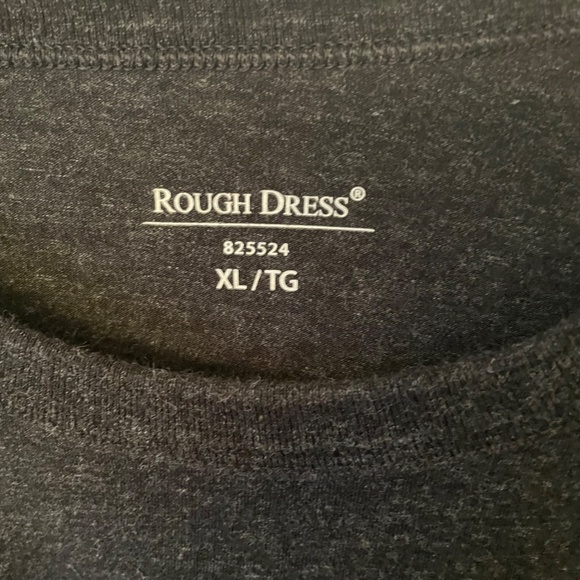 ROUGH DRESS®
825524
XL/TG